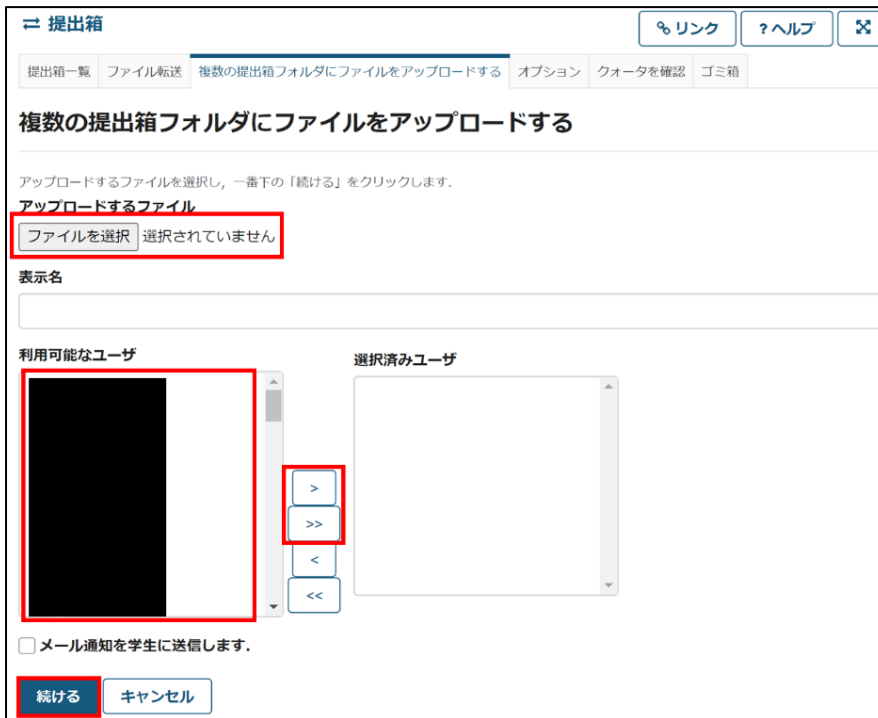 提出箱
リンク ?ヘルプ
提出箱一覧 ファイル転送 複数の提出箱フォルダにファイルをアップロードする オプション クォータを確認 ゴミ箱
複数の提出箱フォルダにファイルをアップロードする
アップロードするファイルを選択し，一番下の「続ける」をクリックします．
アップロードするファイル
ファイルを選択 選択されていません
表示名
利用可能なユーザ 選択済みユーザ
>
>>
<
<<
メール通知を学生に送信します．
続ける キャンセル